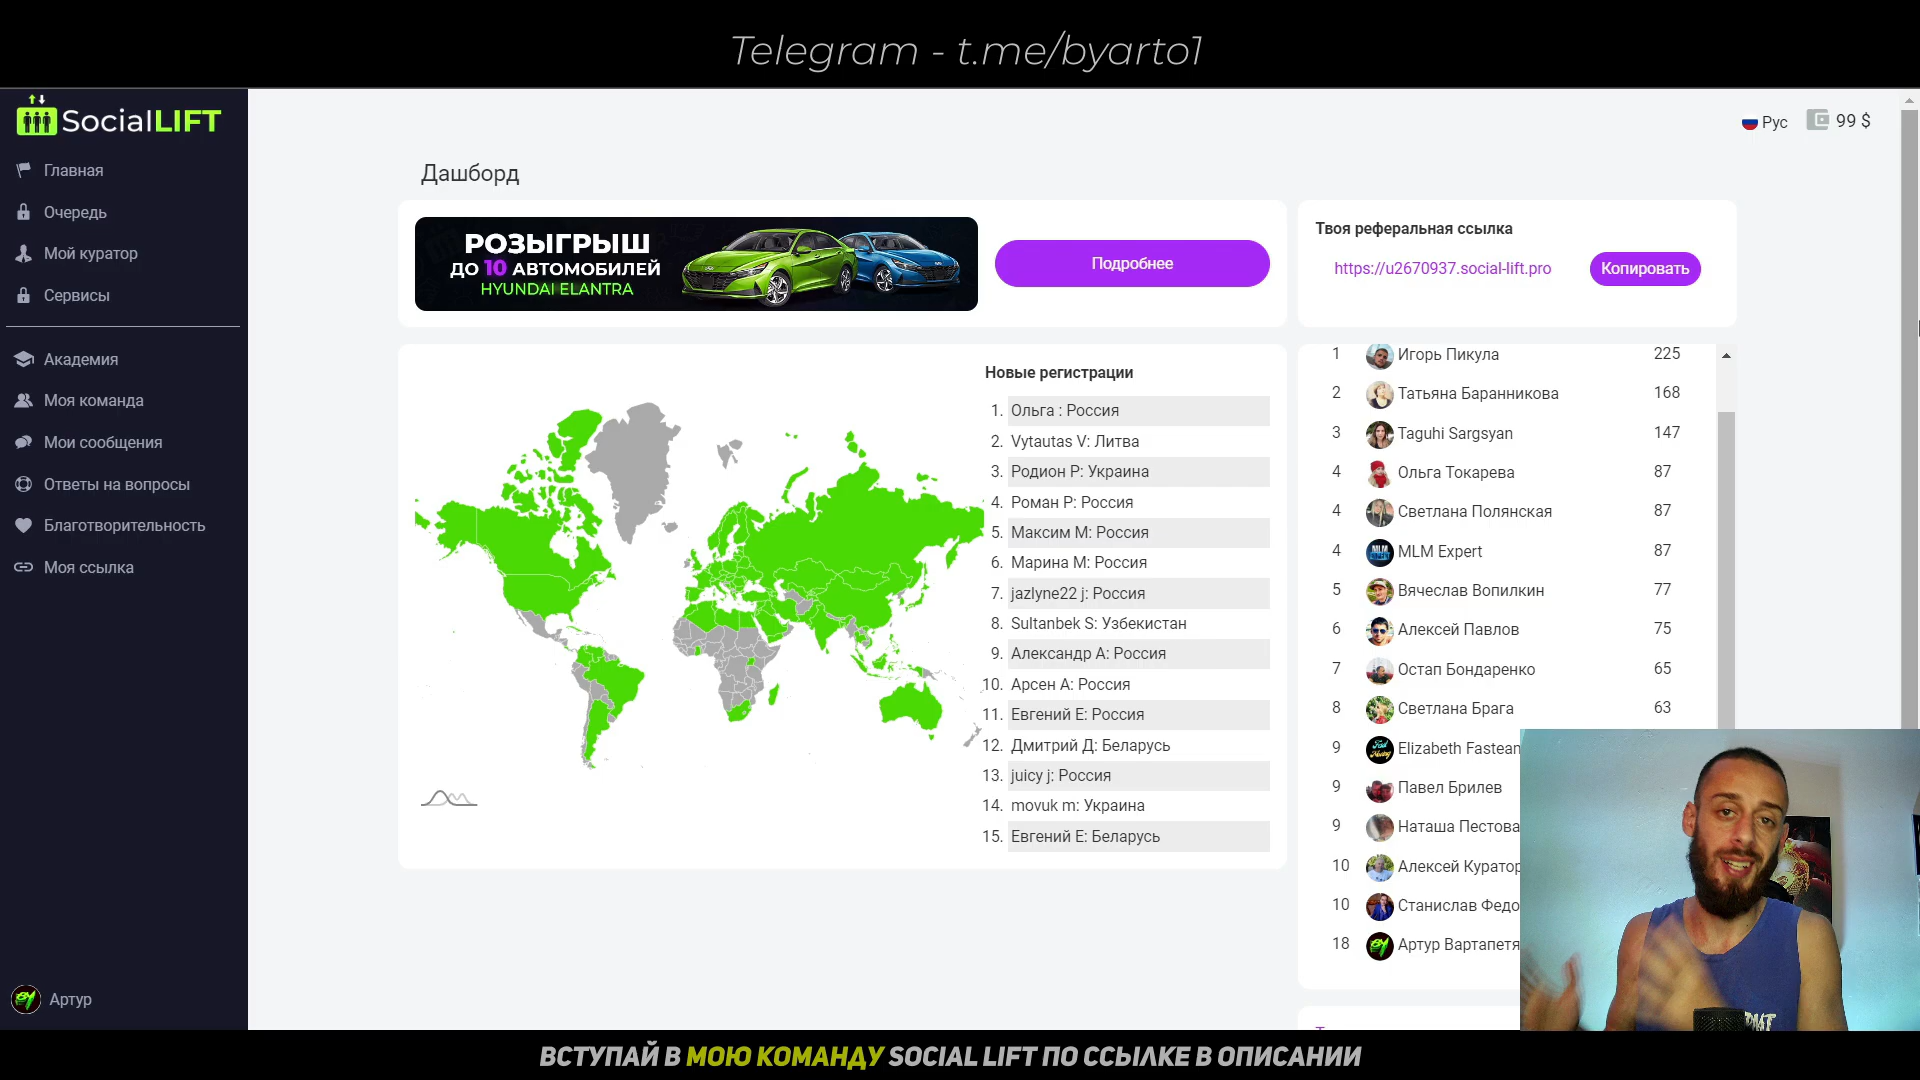 Telegram - t.me/byarto1
SocialLIFT
Рус
99 $
Главная
Очередь
Мой куратор
Сервисы
Академия
Моя команда
Мои сообщения
Ответы на вопросы
Благотворительность
Моя ссылка
Артур
Дашборд
РОЗЫГРЫШ
ДО 10 АВТОМОБИЛЕЙ
HYUNDAI ELANTRA
Подробнее
Твоя реферальная ссылка
https://u2670937.social-lift.pro
Копировать
Новые регистрации
1. Ольга : Россия
2. Vytautas V: Литва
3. Родион Р: Украина
4. Роман Р: Россия
5. Максим М: Россия
6. Марина М: Россия
7. jazlyne22 j: Россия
8. Sultanbek S: Узбекистан
9. Александр А: Россия
10. Арсен А: Россия
11. Евгений Е: Россия
12. Дмитрий Д: Беларусь
13. juicy j: Россия
14. movuk m: Украина
15. Евгений Е: Беларусь
1 Игорь Пикула 225
2 Татьяна Баранникова 168
3 Taguhi Sargsyan 147
4 Ольга Токарева 87
4 Светлана Полянская 87
4 MLM Expert 87
5 Вячеслав Вопилкин 77
6 Алексей Павлов 75
7 Остап Бондаренко 65
8 Светлана Брага 63
9 Elizabeth Fastean
9 Павел Брилев
9 Наташа Пестова
10 Алексей Куратор
10 Станислав Федо
18 Артур Вартапетя
ВСТУПАЙ В МОЮ КОМАНДУ SOCIAL LIFT ПО ССЫЛКЕ В ОПИСАНИИ